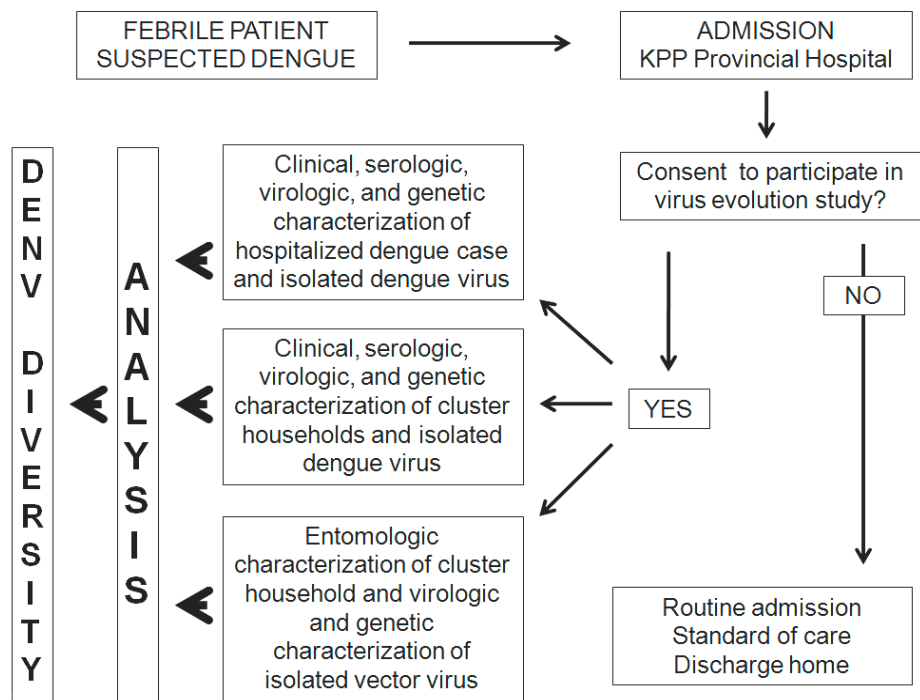 FEBRILE PATIENT
SUSPECTED DENGUE
ADMISSION
KPP Provincial Hospital
Consent to participate in
virus evolution study?
NO
YES
Routine admission
Standard of care
Discharge home
Clinical, serologic,
virologic, and genetic
characterization of
hospitalized dengue case
and isolated dengue virus
Clinical, serologic,
virologic, and genetic
characterization of cluster
households and isolated
dengue virus
Entomologic
characterization of cluster
household and virologic
and genetic
characterization of
isolated vector virus
ANALYSIS
DENV DIVERSITY